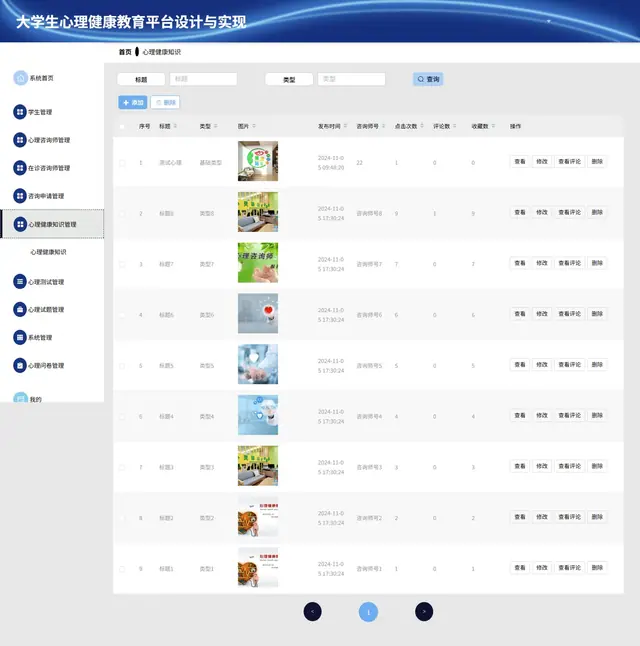 大学生心理健康教育平台设计与实现
首页 心理健康知识
系统首页
学生管理
心理咨询师管理
在诊咨询师管理
咨询申请管理
心理健康知识管理
心理健康知识
心理测试管理
心理试题管理
系统管理
心理问卷管理
我的
标题 标题 类型 类型 查询
添加 删除
序号 标题 类型 图片 发布时间 咨询师号 点击次数 评论数 收藏数 操作
1 测试心理 基础类型 2024-11-0 22 1 0 0 查看 修改 查看评论 删除
5 09:48:20
2 标题8 类型8 2024-11-0 咨询师号8 9 1 9 查看 修改 查看评论 删除
5 17:30:24
3 标题7 类型7 心理咨询师 2024-11-0 咨询师号7 7 0 7 查看 修改 查看评论 删除
5 17:30:24
4 标题6 类型6 2024-11-0 咨询师号6 6 0 6 查看 修改 查看评论 删除
5 17:30:24
5 标题5 类型5 2024-11-0 咨询师号5 5 0 5 查看 修改 查看评论 删除
5 17:30:24
6 标题4 类型4 2024-11-0 咨询师号4 4 0 4 查看 修改 查看评论 删除
5 17:30:24
7 标题3 类型3 2024-11-0 咨询师号3 3 0 3 查看 修改 查看评论 删除
5 17:30:24
8 标题2 类型2 2024-11-0 咨询师号2 2 0 2 查看 修改 查看评论 删除
5 17:30:24
9 标题1 类型1 2024-11-0 咨询师号1 1 0 1 查看 修改 查看评论 删除
5 17:30:24
< 1 >